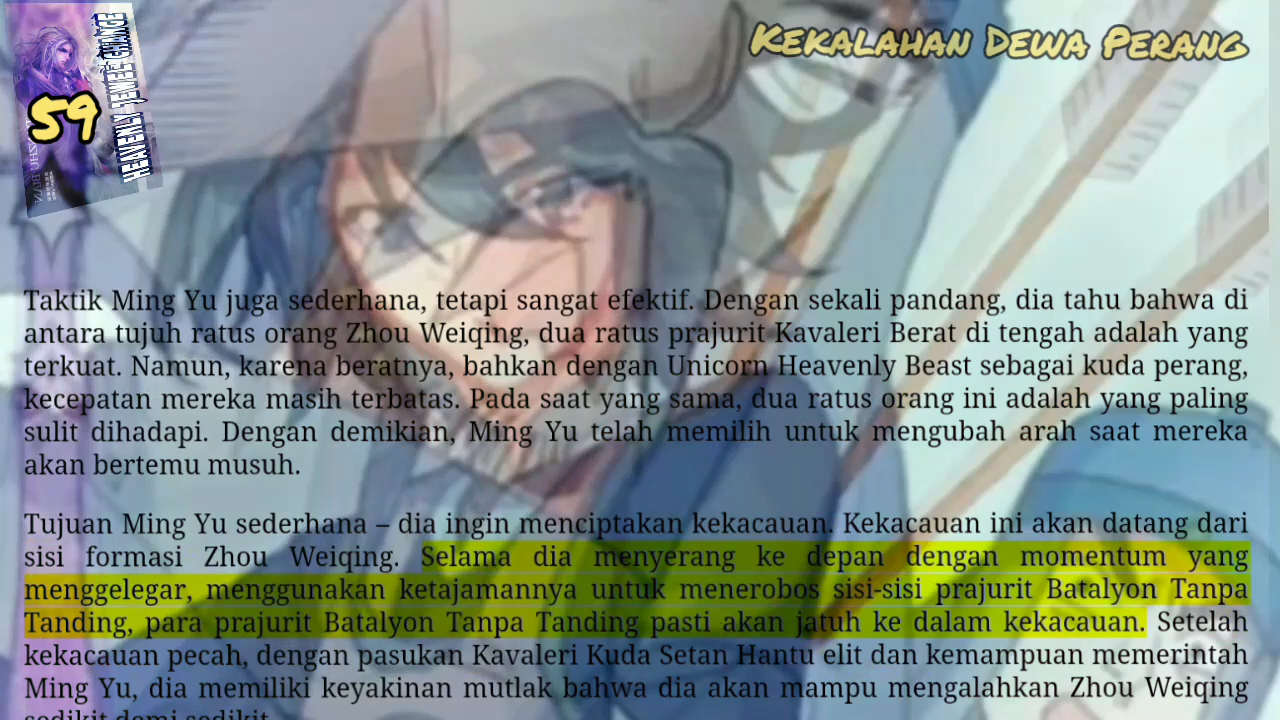 Kekalahan Dewa Perang
59
HEAVENLY JEWEL CHANGE
Taktik Ming Yu juga sederhana, tetapi sangat efektif. Dengan sekali pandang, dia tahu bahwa di
antara tujuh ratus orang Zhou Weiqing, dua ratus prajurit Kavaleri Berat di tengah adalah yang
terkuat. Namun, karena beratnya, bahkan dengan Unicorn Heavenly Beast sebagai kuda perang,
kecepatan mereka masih terbatas. Pada saat yang sama, dua ratus orang ini adalah yang paling
sulit dihadapi. Dengan demikian, Ming Yu telah memilih untuk mengubah arah saat mereka
akan bertemu musuh.
Tujuan Ming Yu sederhana – dia ingin menciptakan kekacauan. Kekacauan ini akan datang dari
sisi formasi Zhou Weiqing. Selama dia menyerang ke depan dengan momentum yang
menggelegar, menggunakan ketajamannya untuk menerobos sisi-sisi prajurit Batalyon Tanpa
Tanding, para prajurit Batalyon Tanpa Tanding pasti akan jatuh ke dalam kekacauan. Setelah
kekacauan pecah, dengan pasukan Kavaleri Kuda Setan Hantu elit dan kemampuan memerintah
Ming Yu, dia memiliki keyakinan mutlak bahwa dia akan mampu mengalahkan Zhou Weiqing
sedikit demi sedikit.